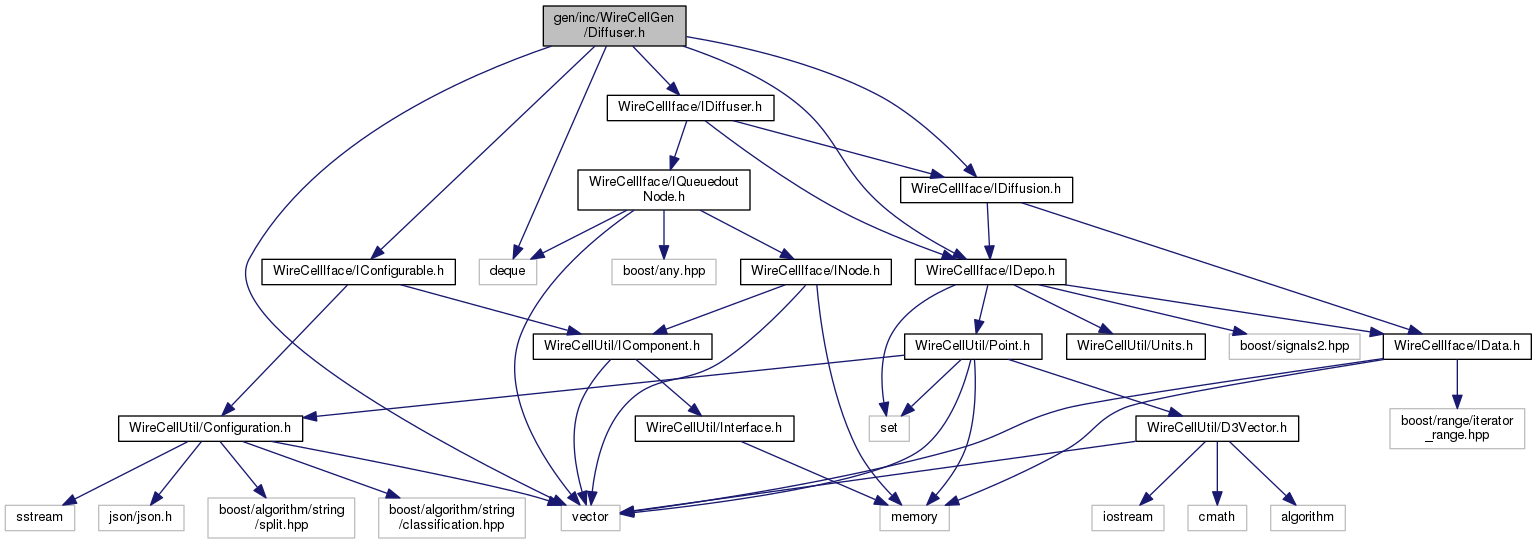 gen/inc/WireCellGen
/Diffuser.h
WireCellIface/IDiffuser.h
WireCellIface/IQueuedout
Node.h
WireCellIface/IDiffusion.h
WireCellIface/IConfigurable.h
deque
boost/any.hpp
WireCellIface/INode.h
WireCellIface/IDepo.h
WireCellUtil/IComponent.h
WireCellUtil/Point.h
WireCellUtil/Units.h
boost/signals2.hpp
WireCellIface/IData.h
WireCellUtil/Configuration.h
WireCellUtil/Interface.h
set
WireCellUtil/D3Vector.h
boost/range/iterator
_range.hpp
sstream
json/json.h
boost/algorithm/string
/split.hpp
boost/algorithm/string
/classification.hpp
vector
memory
iostream
cmath
algorithm